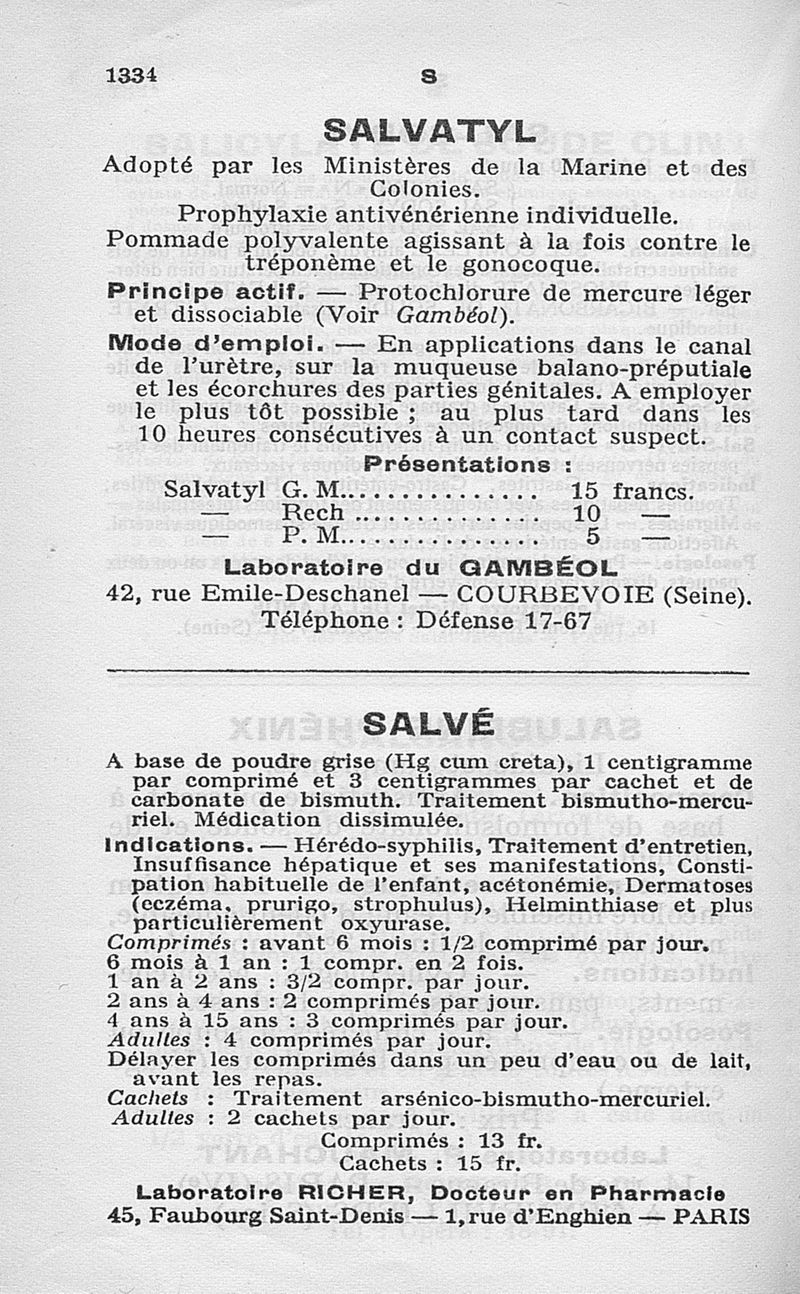 1334
S
SALVATYL
Adopté par les Ministères de la Marine et des
Colonies.
Prophylaxie antivénérienne individuelle.
Pommade polyvalente agissant à la fois contre le
tréponème et le gonocoque.
Principe actif. — Protochlorure de mercure léger
et dissociable (Voir Gambéol).
Mode d'emploi. — En applications dans le canal
de l'urètre, sur la muqueuse balano-préputiale
et les écorchures des parties génitales. A employer
le plus tôt possible ; au plus tard dans les
10 heures consécutives à un contact suspect.
Présentations :
Salvatyl G. M................. 15 francs.
— Rech ................ 10 —
— P. M................. 5 —
Laboratoire du GAMBÉOL
42, rue Emile-Deschanel — COURBEVOIE (Seine).
Téléphone : Défense 17-67
SALVÉ
A base de poudre grise (Hg cum creta), 1 centigramme
par comprimé et 3 centigrammes par cachet et de
carbonate de bismuth. Traitement bismutho-mercu-
riel. Médication dissimulée.
Indications. — Hérédo-syphilis, Traitement d'entretien,
Insuffisance hépatique et ses manifestations, Consti-
pation habituelle de l'enfant, acétonémie, Dermatoses
(eczéma, prurigo, strophulus), Helminthiase et plus
particulièrement oxyurase.
Comprimés : avant 6 mois : 1/2 comprimé par jour.
6 mois à 1 an : 1 compr. en 2 fois.
1 an à 2 ans : 3/2 compr. par jour.
2 ans à 4 ans : 2 comprimés par jour.
4 ans à 15 ans : 3 comprimés par jour.
Adultes : 4 comprimés par jour.
Délayer les comprimés dans un peu d'eau ou de lait,
avant les repas.
Cachets : Traitement arsénico-bismutho-mercuriel.
Adultes : 2 cachets par jour.
Comprimés : 13 fr.
Cachets : 15 fr.
Laboratoire RICHER, Docteur en Pharmacie
45, Faubourg Saint-Denis — 1, rue d'Enghien — PARIS